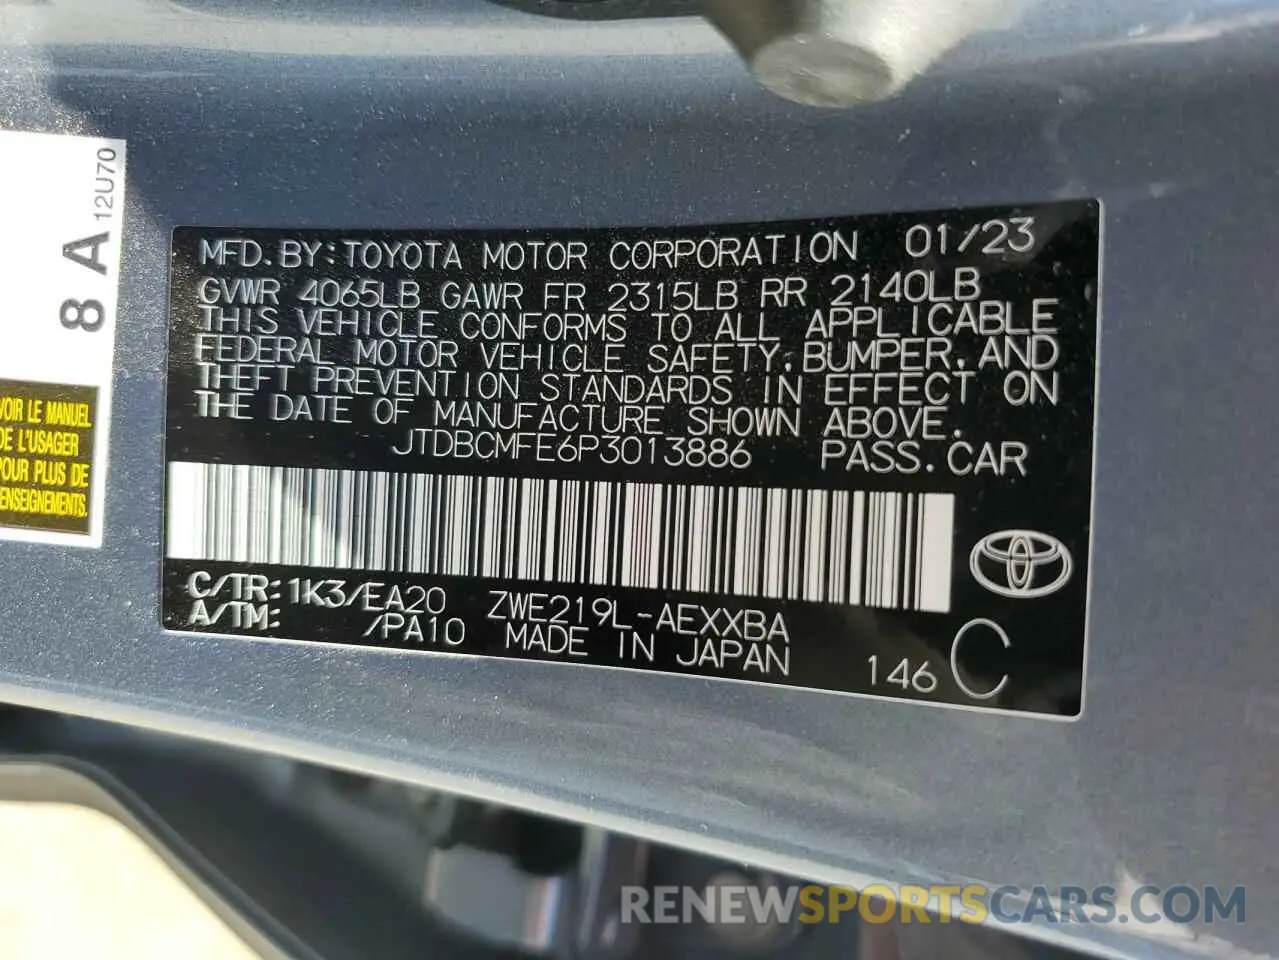 8 A 12U70
VOIR LE MANUEL
DE L'USAGER
POUR PLUS DE
RENSEIGNEMENTS.
MFD. BY: TOYOTA MOTOR CORPORATION 01/23
GVWR 4065LB GAWR FR 2315LB RR 2140LB
THIS VEHICLE CONFORMS TO ALL APPLICABLE
FEDERAL MOTOR VEHICLE SAFETY, BUMPER, AND
THEFT PREVENTION STANDARDS IN EFFECT ON
THE DATE OF MANUFACTURE SHOWN ABOVE.
JTDBCMFE6P3013886 PASS. CAR
C/TR: 1K3/EA20 ZWE219L-AEXXBA
A/TM: /PA10 MADE IN JAPAN
146 C
RENEWSPORTSCARS.COM